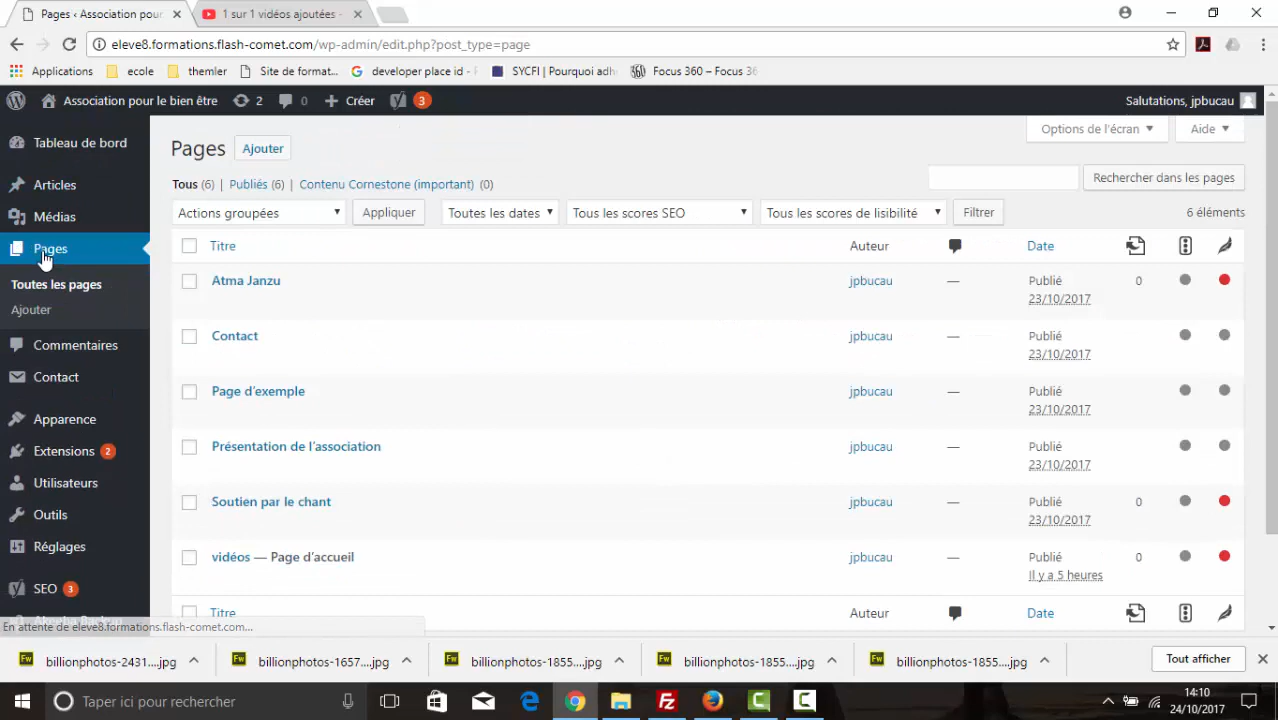 Pages ‹ Association pour
1 sur 1 vidéos ajoutées -
eleve8.formations.flash-comet.com/wp-admin/edit.php?post_type=page
Applications ecole themler Site de format... developer place id - SYCFI | Pourquoi adh Focus 360 – Focus 36
Association pour le bien être 2 0 Créer 3 Salutations, jpbucau
Options de l'écran Aide
Tableau de bord
Articles
Médias
Pages
Toutes les pages
Ajouter
Commentaires
Contact
Apparence
Extensions 2
Utilisateurs
Outils
Réglages
SEO 3
Pages Ajouter
Tous (6) | Publiés (6) | Contenu Cornestone (important) (0)
Rechercher dans les pages
Actions groupées Appliquer Toutes les dates Tous les scores SEO Tous les scores de lisibilité Filtrer 6 éléments
Titre Auteur Date
Atma Janzu jpbucau — Publié 0
23/10/2017
Contact jpbucau — Publié
23/10/2017
Page d'exemple jpbucau — Publié
23/10/2017
Présentation de l'association jpbucau — Publié
23/10/2017
Soutien par le chant jpbucau — Publié 0
23/10/2017
vidéos — Page d'accueil jpbucau — Publié 0
Il y a 5 heures
Titre Auteur Date
En attente de eleve8.formations.flash-comet.com...
billionphotos-2431....jpg billionphotos-1657....jpg billionphotos-1855....jpg billionphotos-1855....jpg billionphotos-1855....jpg Tout afficher
Taper ici pour rechercher
14:10
24/10/2017